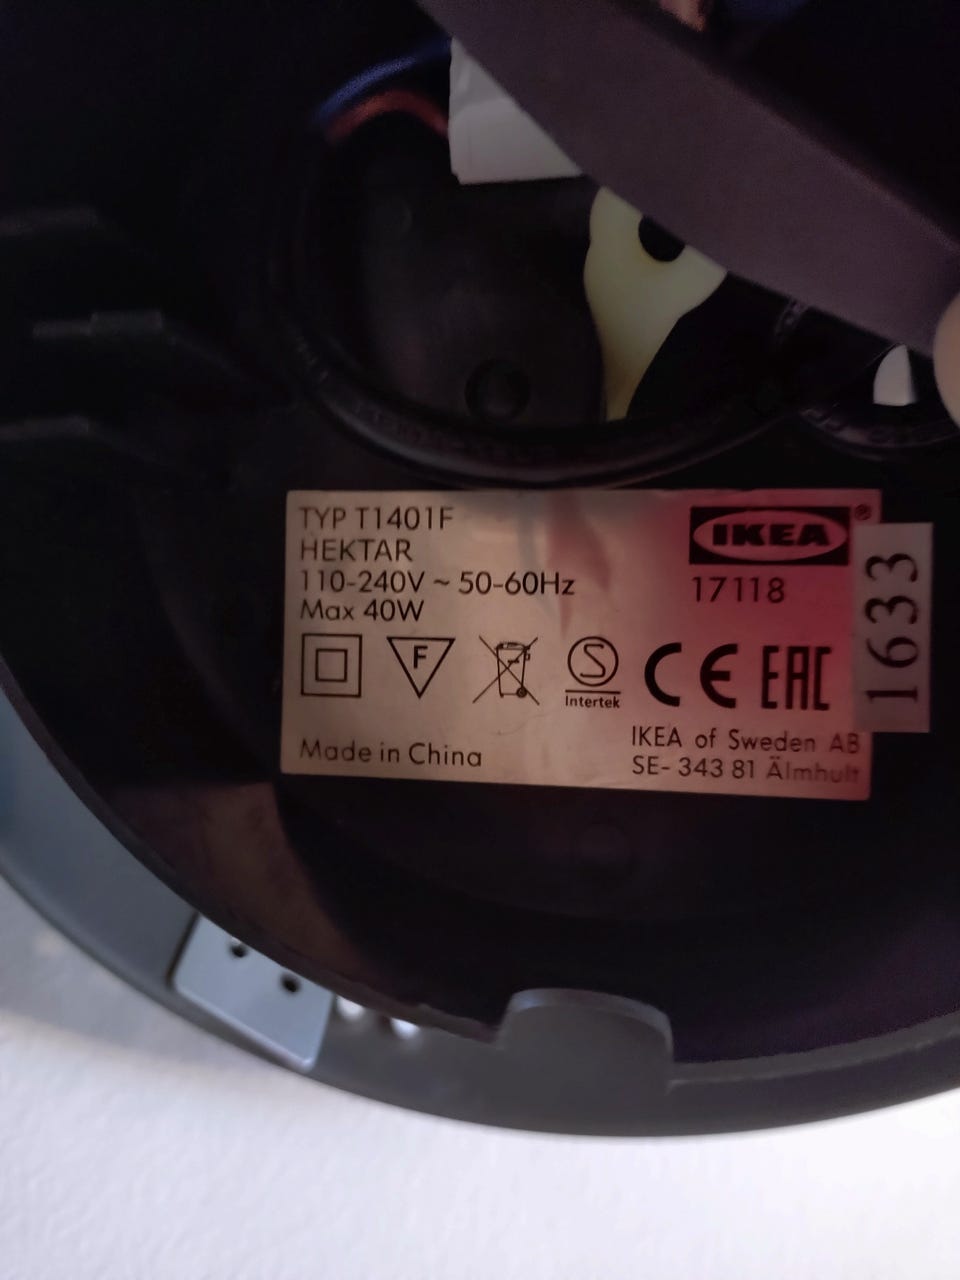 TYP T1401F
HEKTAR
110-240V ~ 50-60Hz
Max 40W
IKEA®
17118
1633
F
S
Intertek
CE
EAC
Made in China
IKEA of Sweden AB
SE- 343 81 Älmhult